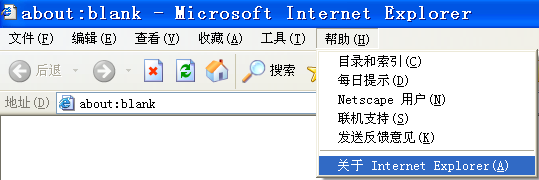 about:blank - Microsoft Internet Explorer
文件(F) 编辑(E) 查看(V) 收藏(A) 工具(T) 帮助(H)
后退 搜索
地址(D) about:blank
目录和索引(C)
每日提示(D)
Netscape 用户(N)
联机支持(S)
发送反馈意见(K)
关于 Internet Explorer(A)